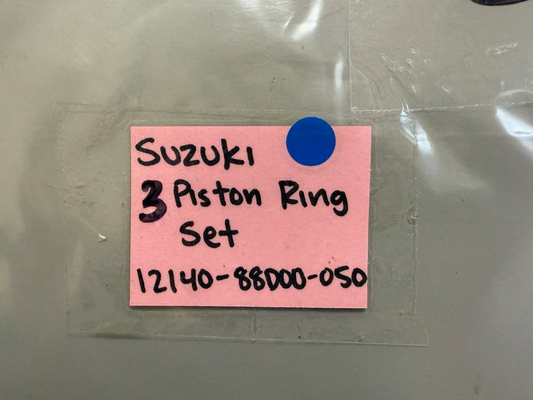 Suzuki
3 Piston Ring
Set
12140-88D00-050